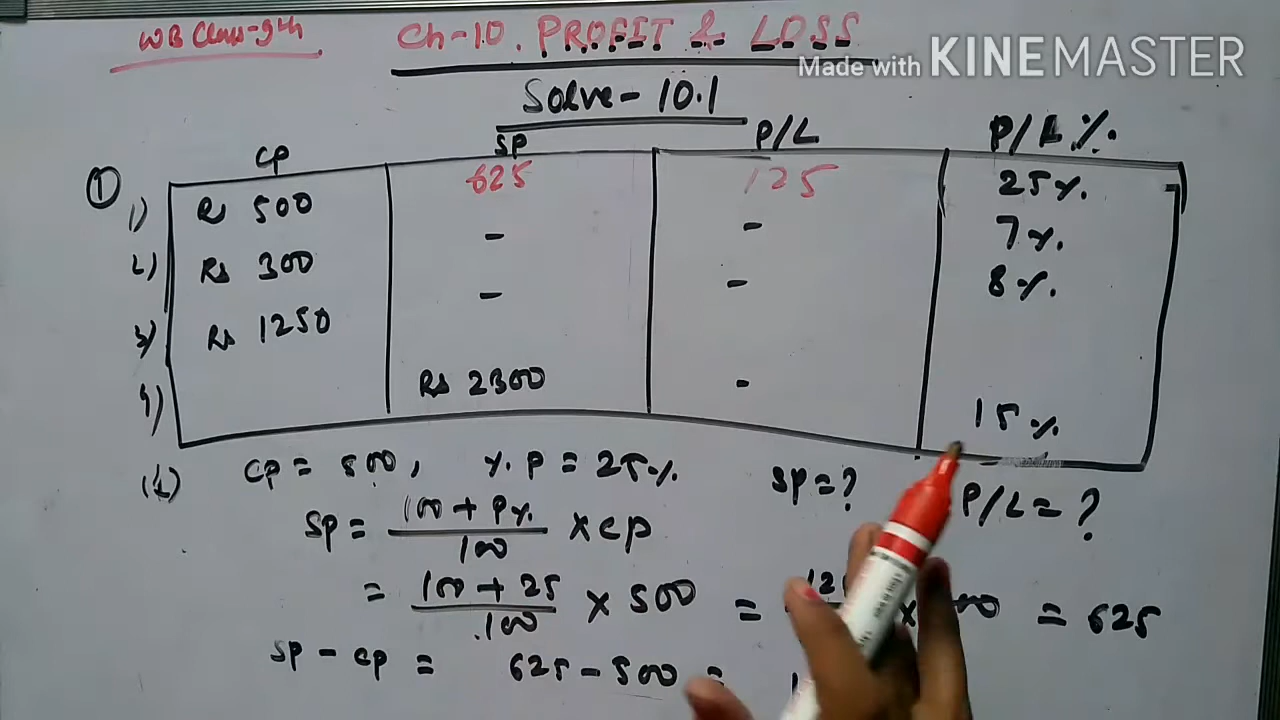 WB Class-9th Ch-10. PROFIT & LOSS
Made with KINEMASTER
Solve-10.1
CP SP P/L P/L%
① 1) Rs 500 625 125 25%
2) Rs 300 - - 7%
3) Rs 1250 - - 8%
4) Rs 2300 - 15%
CP = 500, %.P = 25% SP = ? P/L = ?
SP = 100 + P% / 100 × CP
= 100 + 25 / 100 × 500 = × = 625
SP - CP = 625 - 500 =